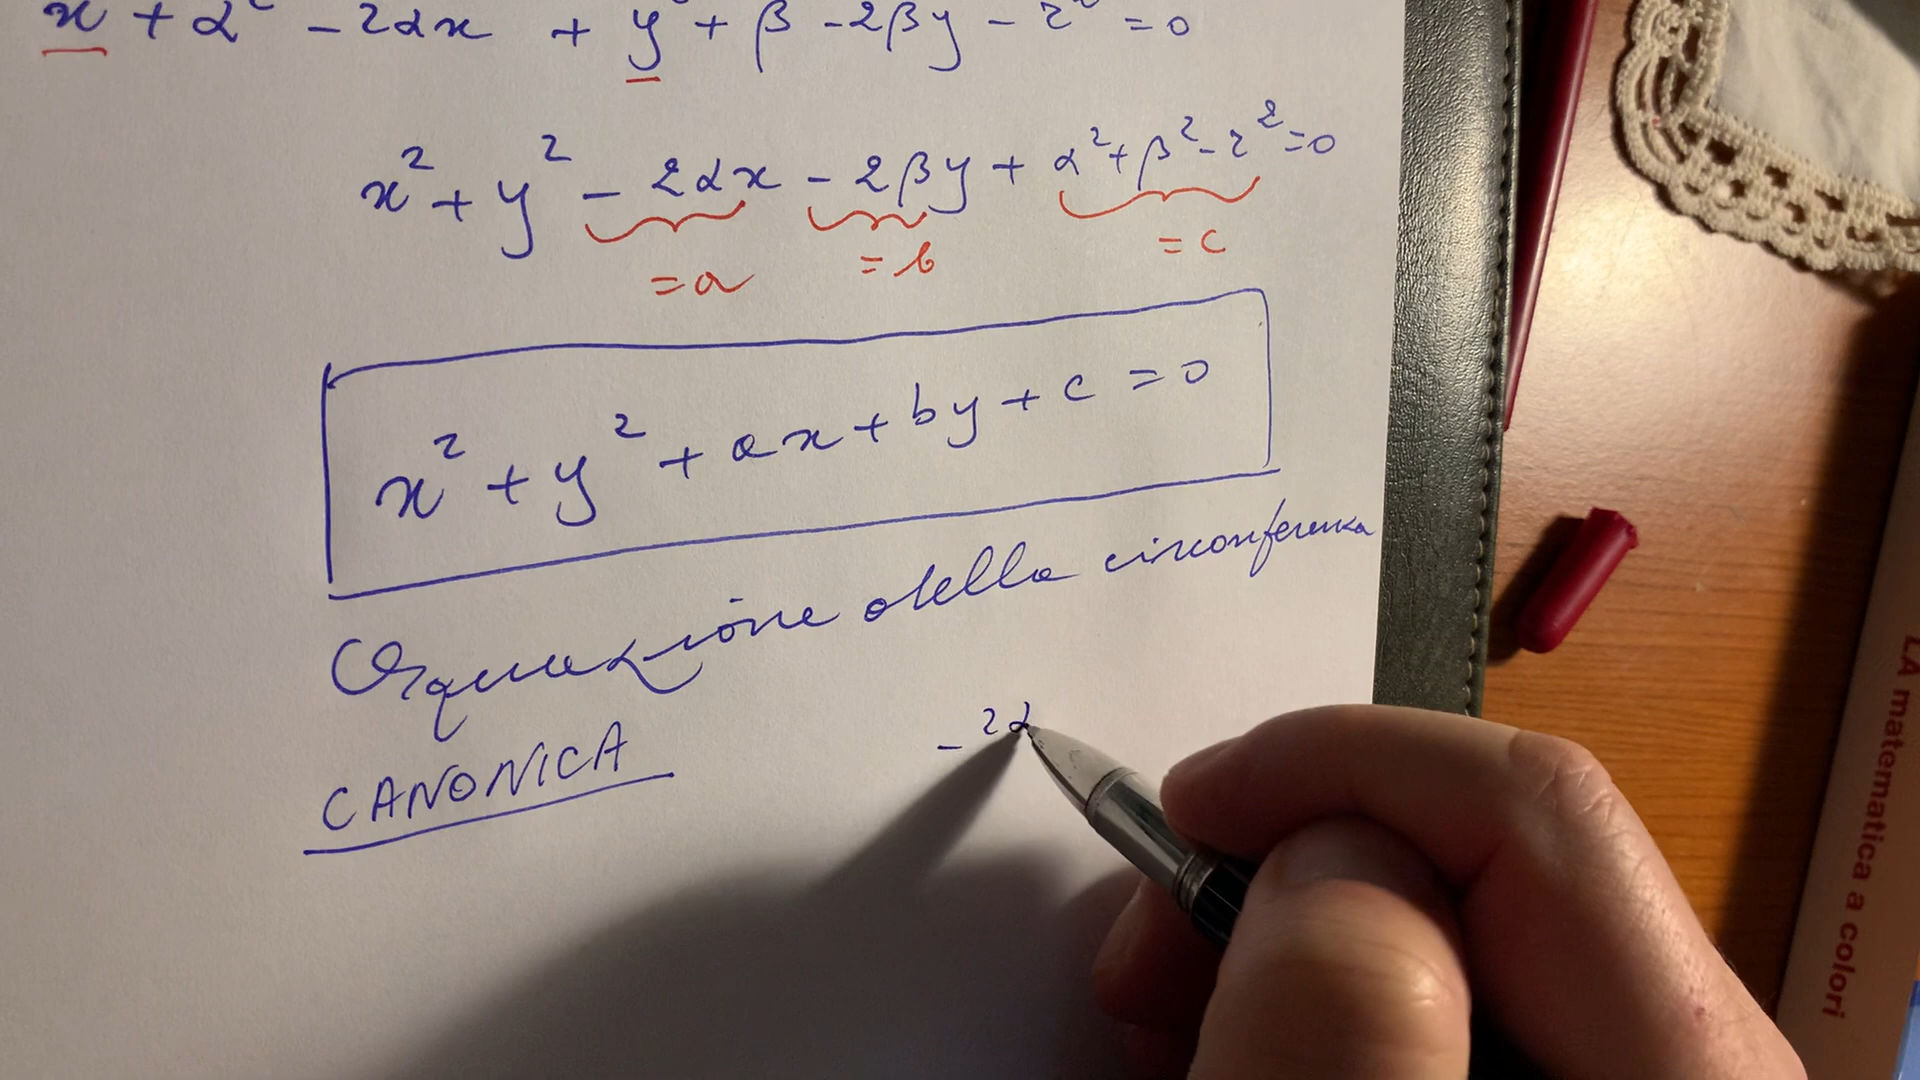 x + α² - 2αx + y² + β - 2βy - r² = 0
x² + y² - 2αx - 2βy + α² + β² - r² = 0
= a = b = c
x² + y² + ax + by + c = 0
Equazione della circonferenza
CANONICA
- 2α
LA matematica a colori